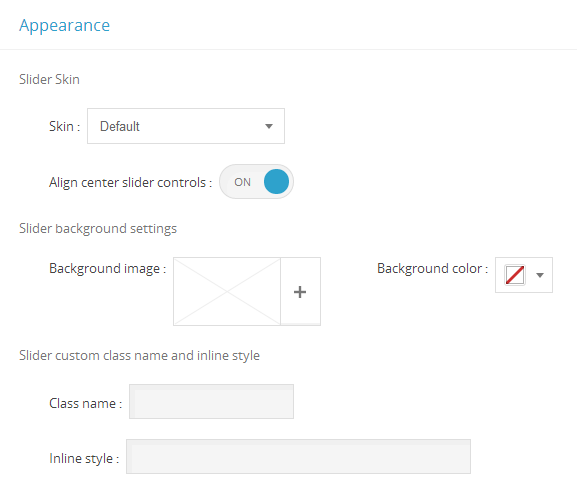 Appearance
Slider Skin
Skin : Default
Align center slider controls : ON
Slider background settings
Background image : + Background color :
Slider custom class name and inline style
Class name :
Inline style :